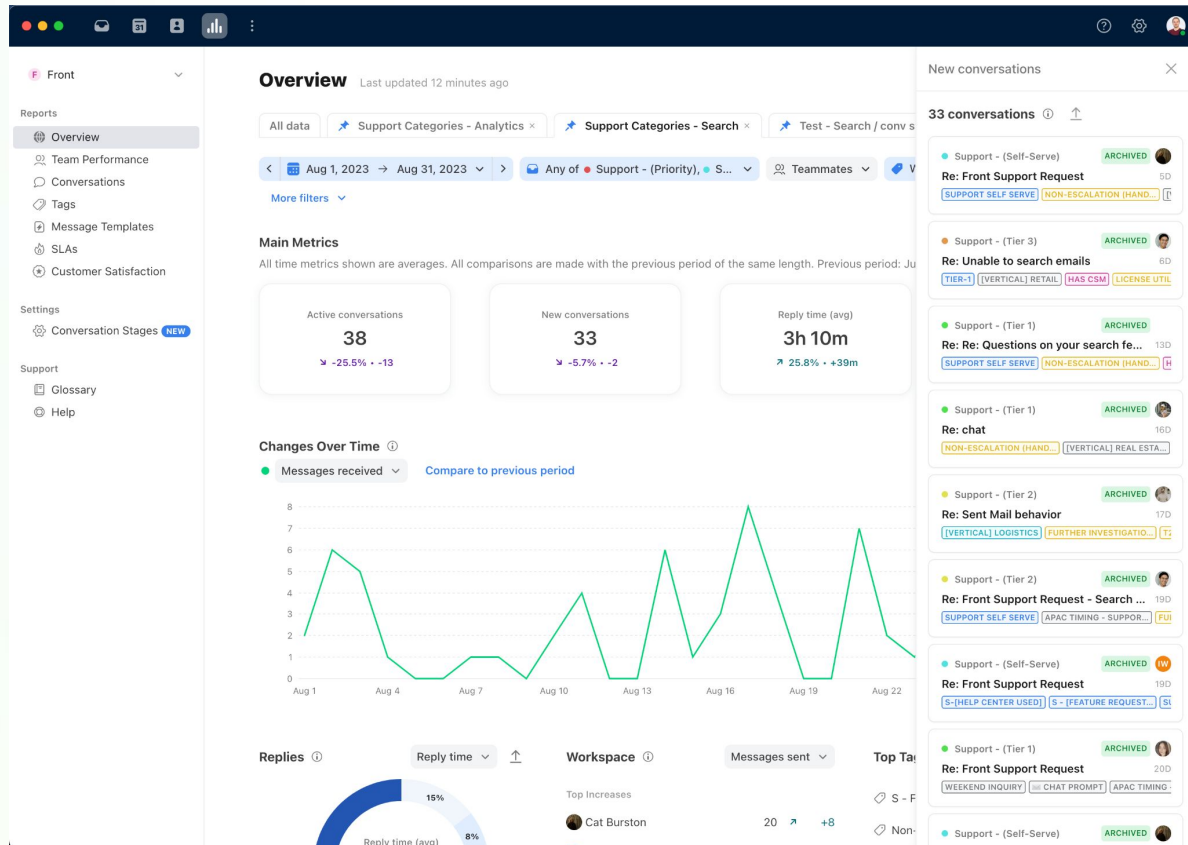 31
F Front
Reports
Overview
Team Performance
Conversations
Tags
Message Templates
SLAs
Customer Satisfaction
Settings
Conversation Stages NEW
Support
Glossary
Help
Overview Last updated 12 minutes ago
All data Support Categories - Analytics × Support Categories - Search × Test - Search / conv s
Aug 1, 2023 → Aug 31, 2023 Any of Support - (Priority), S... Teammates W
More filters
Main Metrics
All time metrics shown are averages. All comparisons are made with the previous period of the same length. Previous period: Ju
Active conversations
38
-25.5% • -13
New conversations
33
-5.7% • -2
Reply time (avg)
3h 10m
25.8% • +39m
Changes Over Time
Messages received Compare to previous period
8
7
6
5
4
3
2
1
0
Aug 1 Aug 4 Aug 7 Aug 10 Aug 13 Aug 16 Aug 19 Aug 22
Replies Reply time
15%
8%
Reply time (avg)
Workspace Messages sent
Top Increases
Cat Burston 20 +8
Top Ta
S - F
Non-
New conversations
33 conversations
Support - (Self-Serve) ARCHIVED
Re: Front Support Request 5D
SUPPORT SELF SERVE NON-ESCALATION (HAND... [V
Support - (Tier 3) ARCHIVED
Re: Unable to search emails 6D
TIER-1 [VERTICAL] RETAIL HAS CSM LICENSE UTIL
Support - (Tier 1) ARCHIVED
Re: Re: Questions on your search fe... 13D
SUPPORT SELF SERVE NON-ESCALATION (HAND... H
Support - (Tier 1) ARCHIVED
Re: chat 16D
NON-ESCALATION (HAND... [VERTICAL] REAL ESTA...
Support - (Tier 2) ARCHIVED
Re: Sent Mail behavior 17D
[VERTICAL] LOGISTICS FURTHER INVESTIGATIO... T2
Support - (Tier 2) ARCHIVED
Re: Front Support Request - Search ... 19D
SUPPORT SELF SERVE APAC TIMING - SUPPOR... FU
Support - (Self-Serve) ARCHIVED IW
Re: Front Support Request 19D
S-[HELP CENTER USED] S - [FEATURE REQUEST... SU
Support - (Tier 1) ARCHIVED
Re: Front Support Request 20D
WEEKEND INQUIRY CHAT PROMPT APAC TIMING -
Support - (Self-Serve) ARCHIVED